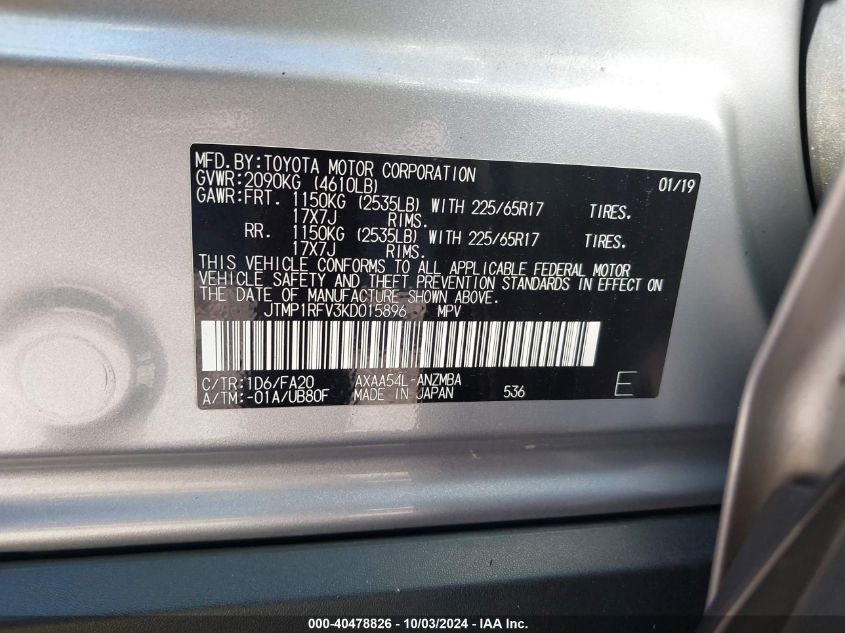 MFD.BY:TOYOTA MOTOR CORPORATION 01/19
GVWR:2090KG (4610LB)
GAWR:FRT. 1150KG (2535LB) WITH 225/65R17 TIRES.
17X7J RIMS.
RR. 1150KG (2535LB) WITH 225/65R17 TIRES.
17X7J RIMS.
THIS VEHICLE CONFORMS TO ALL APPLICABLE FEDERAL MOTOR
VEHICLE SAFETY AND THEFT PREVENTION STANDARDS IN EFFECT ON
THE DATE OF MANUFACTURE SHOWN ABOVE.
JTMP1RFV3KD015896 MPV
C/TR:1D6/FA20 AXAA54L-ANZMBA
A/TM:-01A/UB80F MADE IN JAPAN 536 E
000-40478826 - 10/03/2024 - IAA Inc.